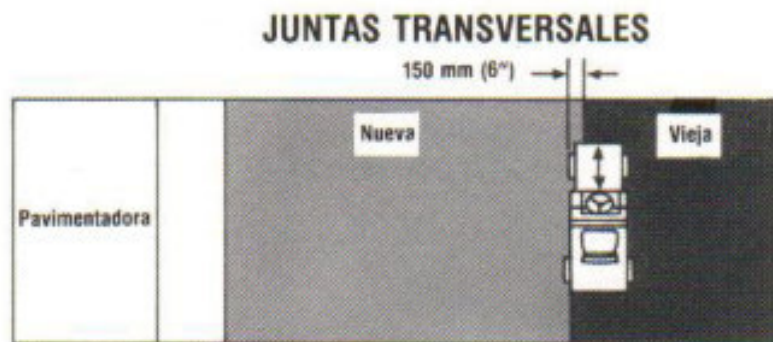 JUNTAS TRANSVERSALES
150 mm (6")
Nueva
Vieja
Pavimentadora